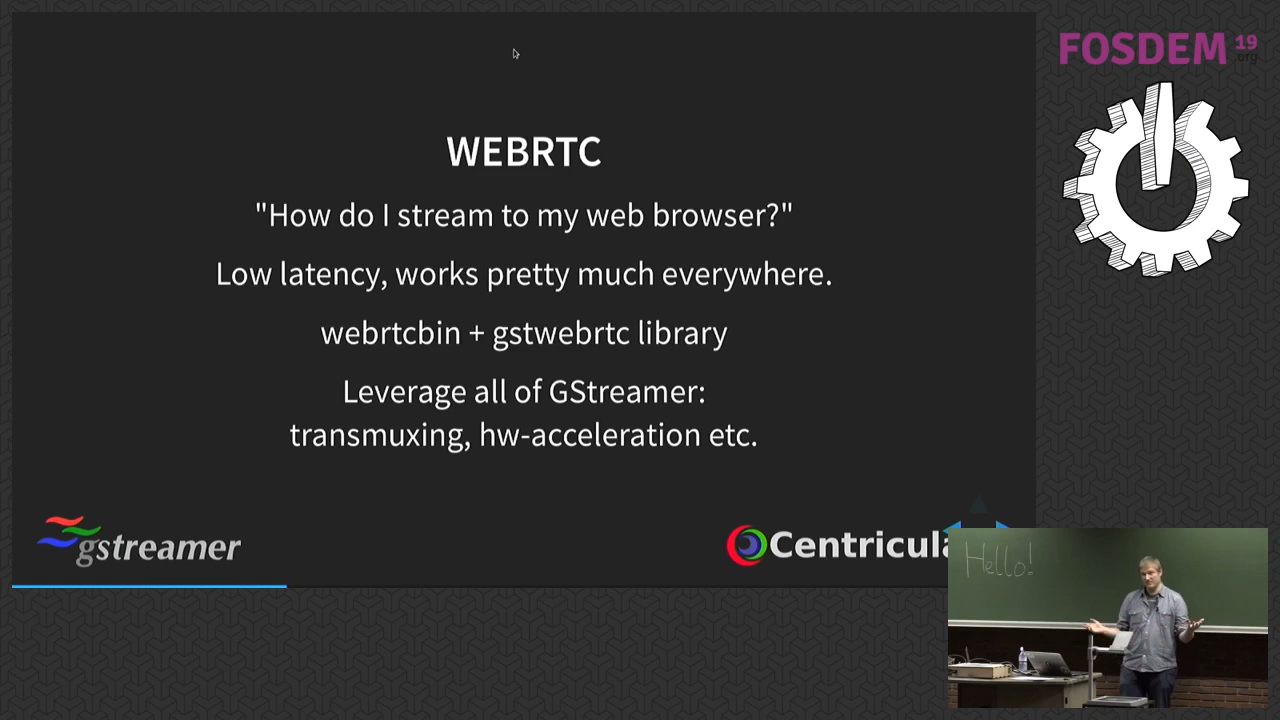 FOSDEM 19
.org
WEBRTC
"How do I stream to my web browser?"
Low latency, works pretty much everywhere.
webrtcbin + gstwebrtc library
Leverage all of GStreamer:
transmuxing, hw-acceleration etc.
gstreamer
Centricula
Hello!